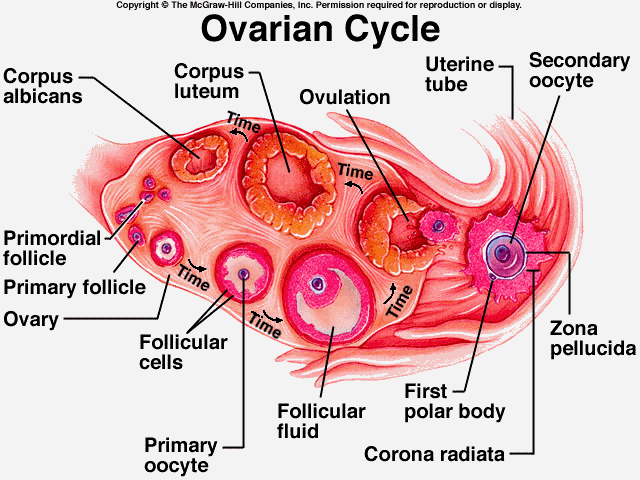 Copyright © The McGraw-Hill Companies, Inc. Permission required for reproduction or display.
Ovarian Cycle
Corpus
albicans
Corpus
luteum
Ovulation
Uterine
tube
Secondary
oocyte
Time
Time
Primordial
follicle
Primary follicle
Ovary
Time
Time
Time
Follicular
cells
Zona
pellucida
First
polar body
Follicular
fluid
Primary
oocyte
Corona radiata